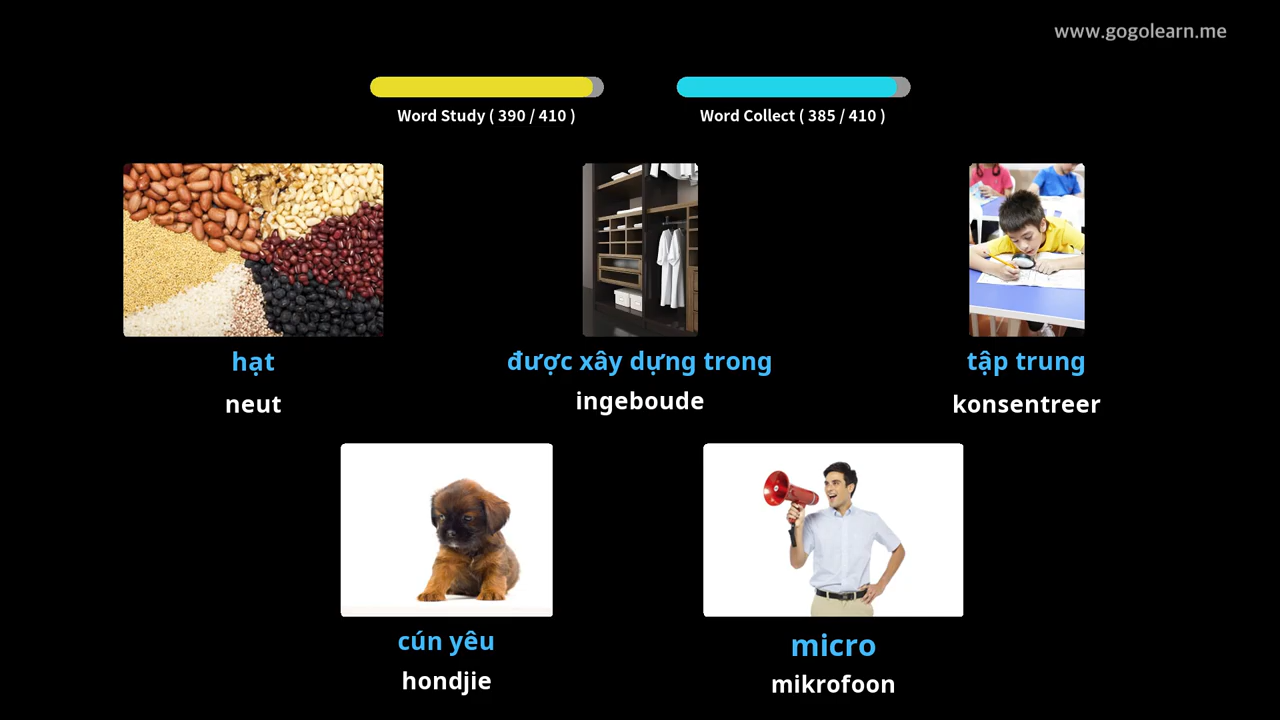 www.gogolearn.me
Word Study ( 390 / 410 )
Word Collect ( 385 / 410 )
hạt
được xây dựng trong
tập trung
neut
ingeboude
konsentreer
cún yêu
micro
hondjie
mikrofoon